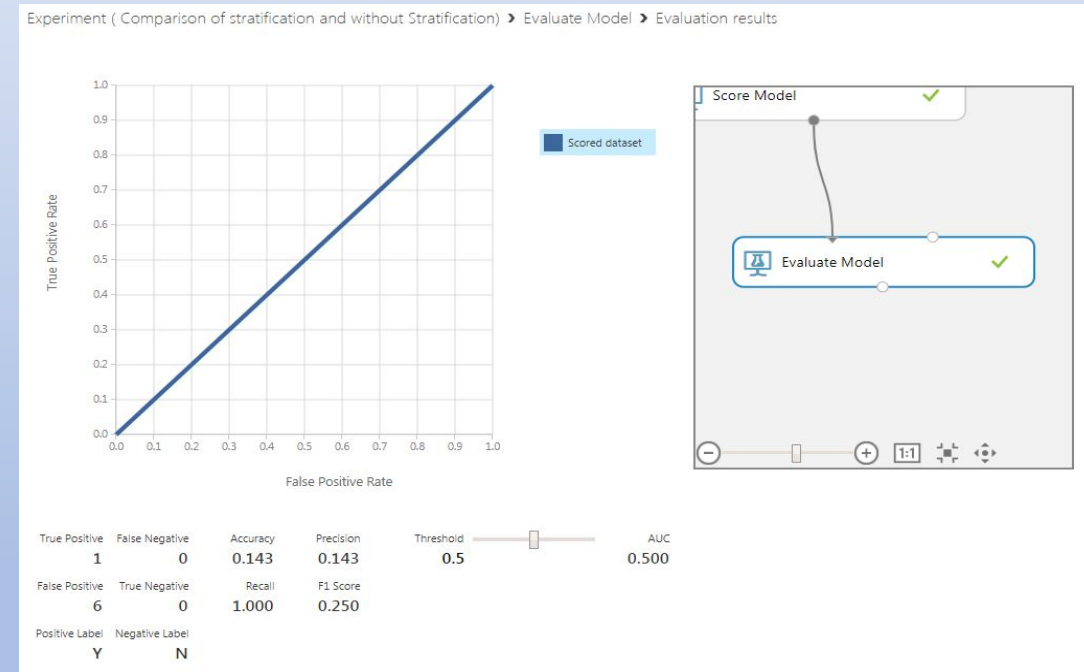 Experiment ( Comparison of stratification and without Stratification) > Evaluate Model > Evaluation results
1.0
0.9
0.8
0.7
0.6
0.5
0.4
0.3
0.2
0.1
0.0
True Positive Rate
0.0 0.1 0.2 0.3 0.4 0.5 0.6 0.7 0.8 0.9 1.0
False Positive Rate
Scored dataset
Score Model
Evaluate Model
1:1
True Positive False Negative Accuracy Precision Threshold AUC
1 0 0.143 0.143 0.5 0.500
False Positive True Negative Recall F1 Score
6 0 1.000 0.250
Positive Label Negative Label
Y N